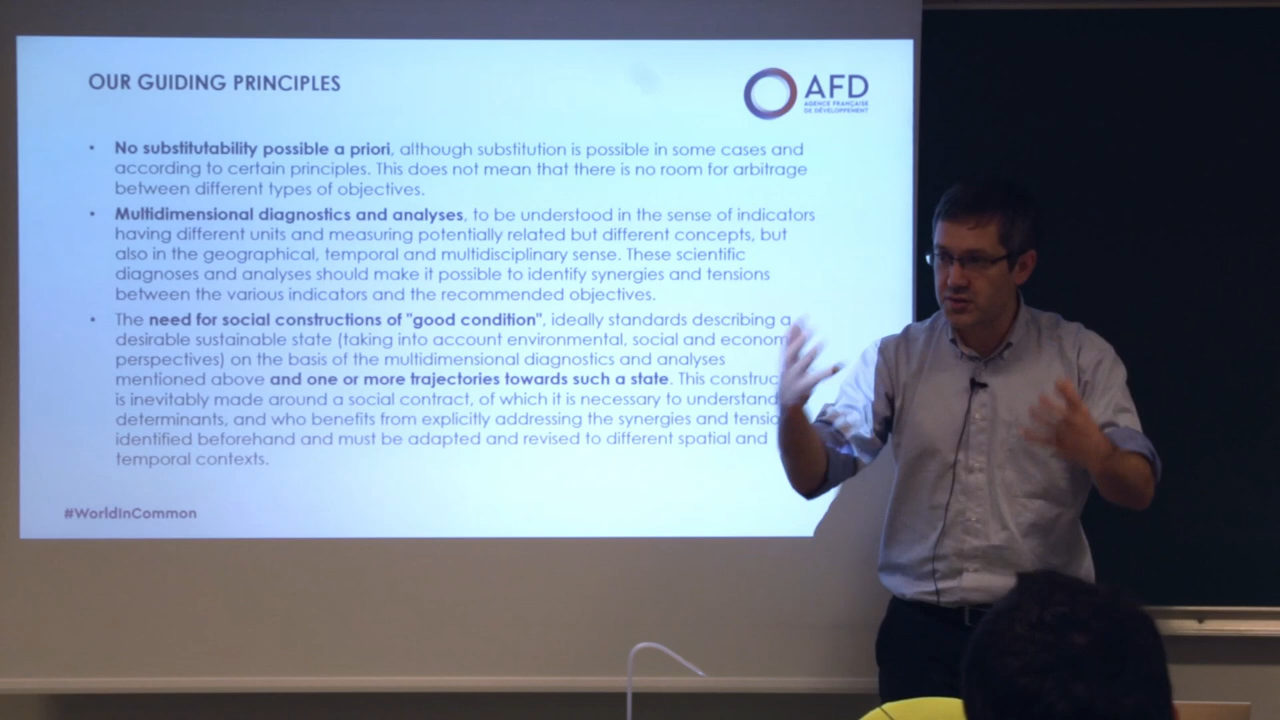 OUR GUIDING PRINCIPLES
AFD
AGENCE FRANÇAISE
DE DÉVELOPPEMENT
• No substitutability possible a priori, although substitution is possible in some cases and
according to certain principles. This does not mean that there is no room for arbitrage
between different types of objectives.
• Multidimensional diagnostics and analyses, to be understood in the sense of indicators
having different units and measuring potentially related but different concepts, but
also in the geographical, temporal and multidisciplinary sense. These scientific
diagnoses and analyses should make it possible to identify synergies and tensions
between the various indicators and the recommended objectives.
• The need for social constructions of "good condition", ideally standards describing a
desirable sustainable state (taking into account environmental, social and econom
perspectives) on the basis of the multidimensional diagnostics and analyses
mentioned above and one or more trajectories towards such a state. This construc
is inevitably made around a social contract, of which it is necessary to understand
determinants, and who benefits from explicitly addressing the synergies and tensio
identified beforehand and must be adapted and revised to different spatial and
temporal contexts.
#WorldInCommon